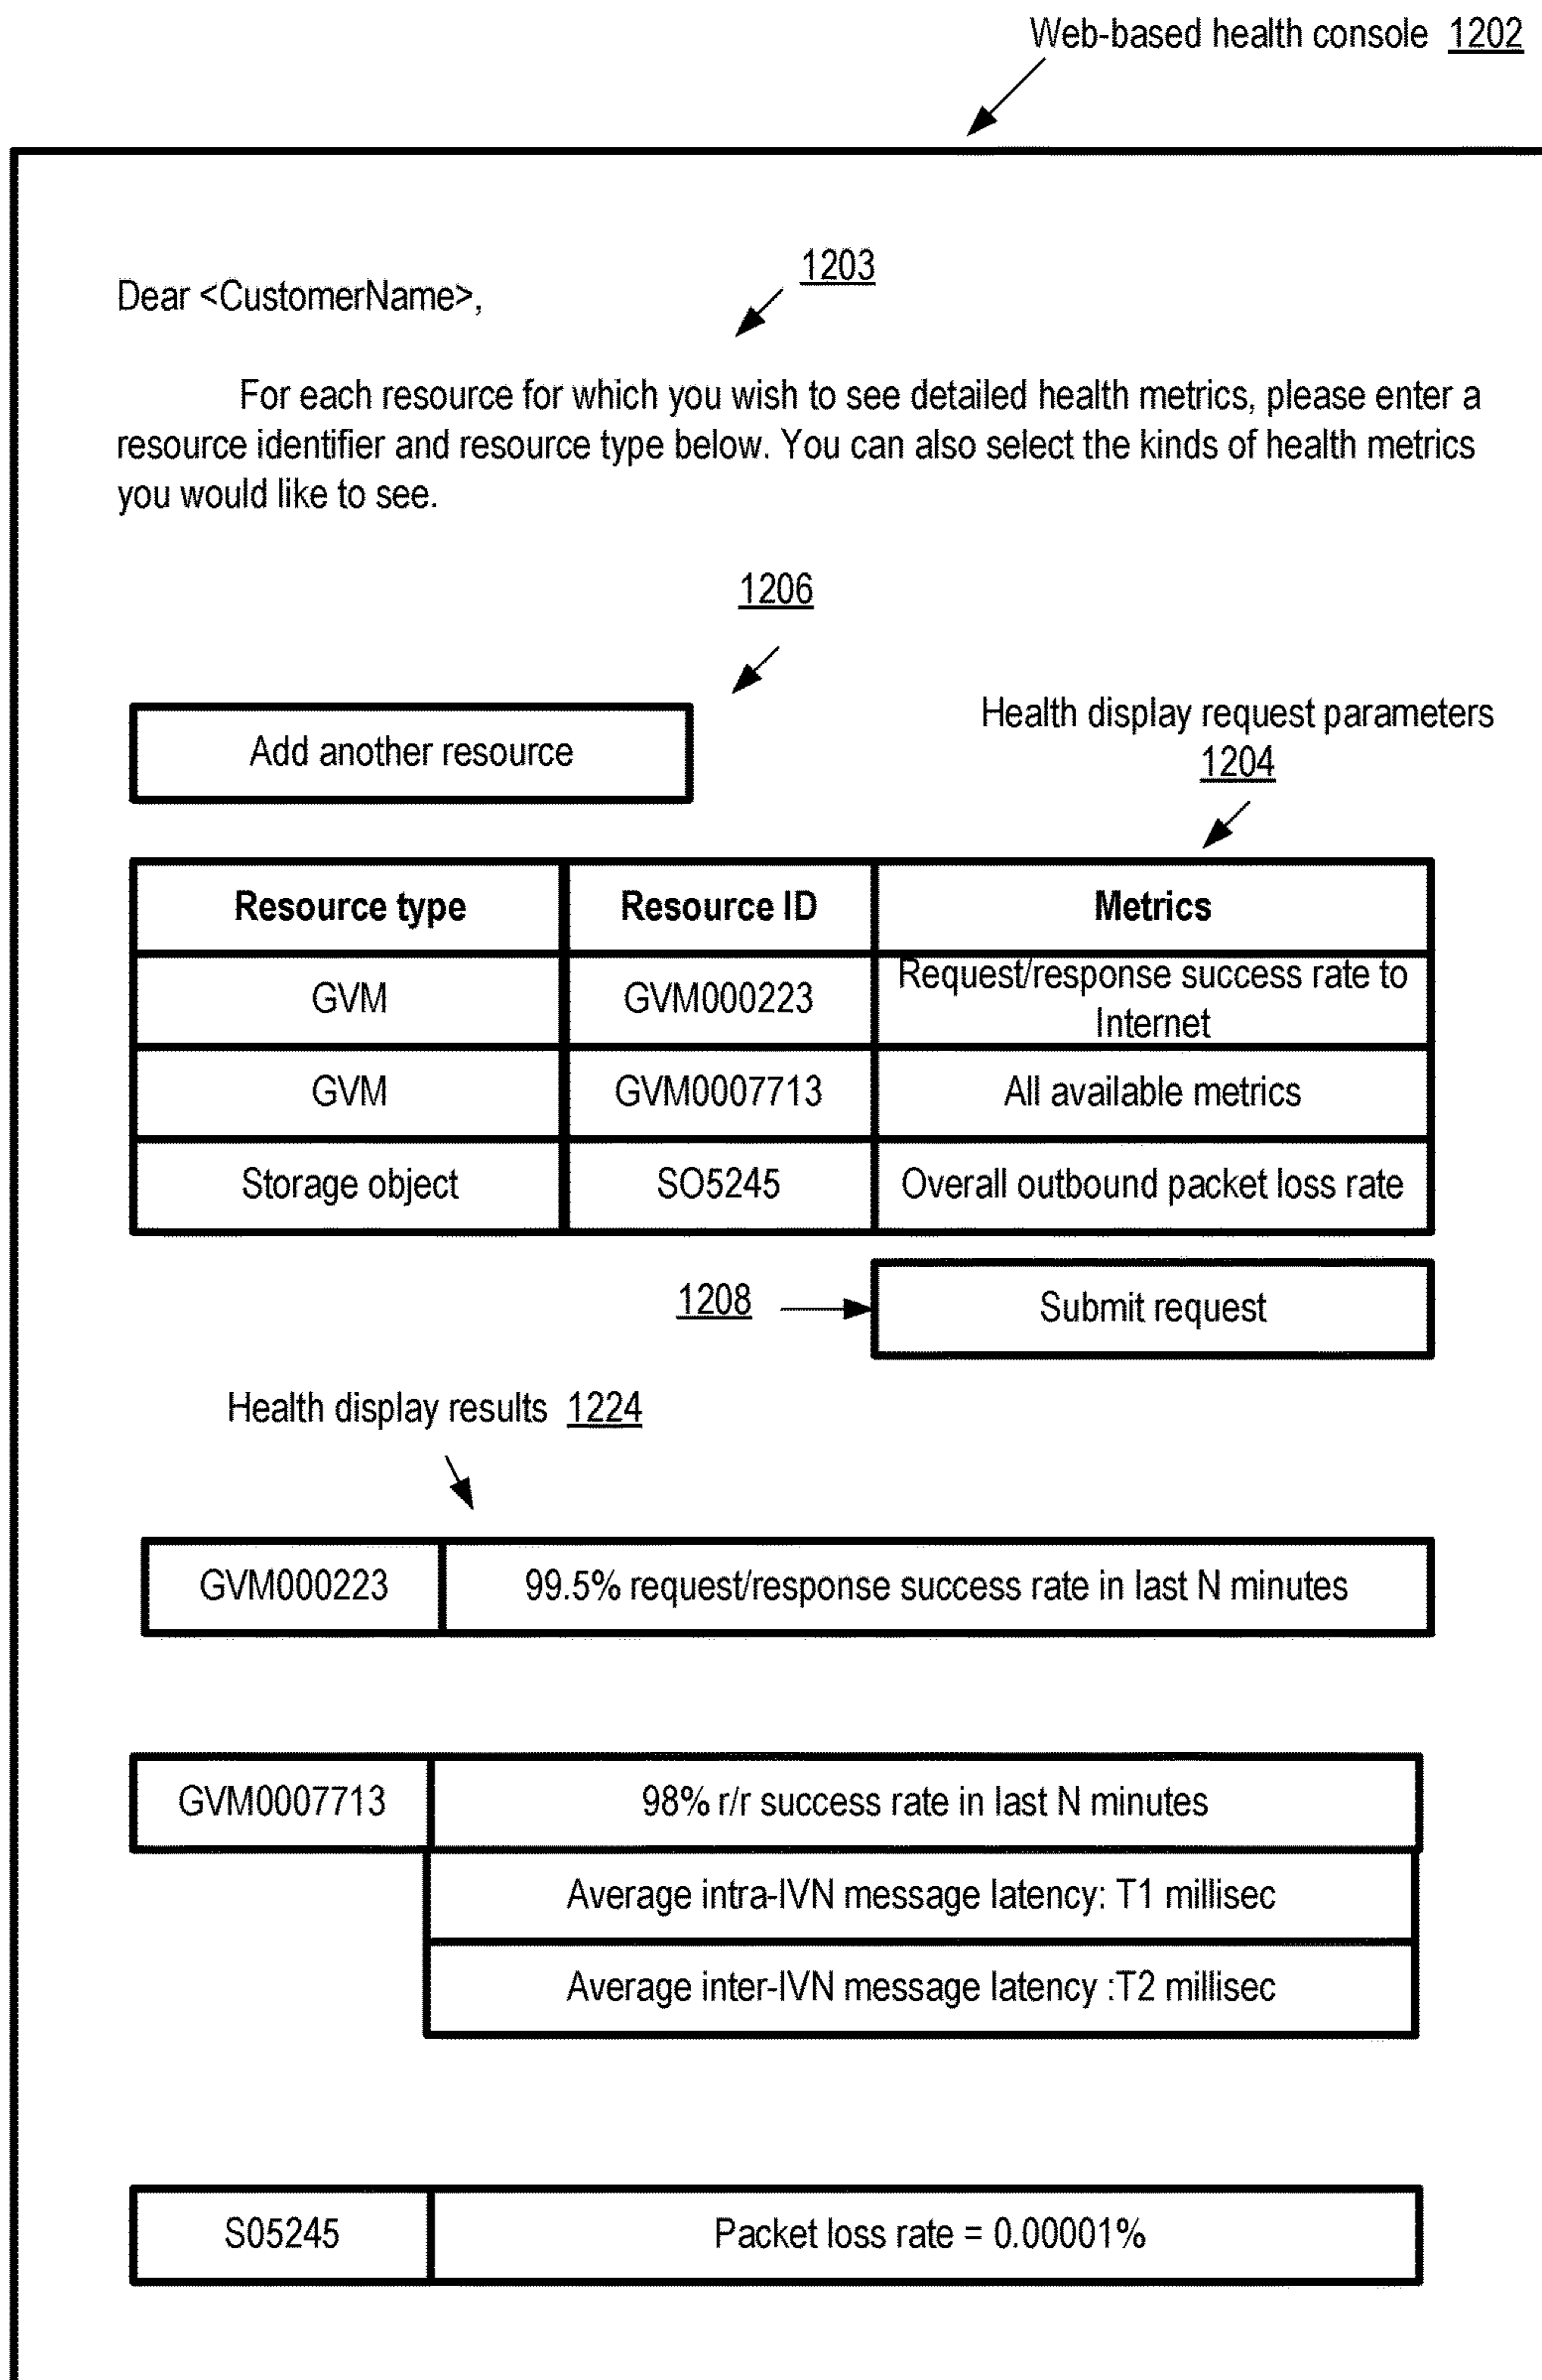 Web-based health console 1202
1203
Dear <CustomerName>,
For each resource for which you wish to see detailed health metrics, please enter a
resource identifier and resource type below. You can also select the kinds of health metrics
you would like to see.
1206
Add another resource
Health display request parameters
1204
Resource type Resource ID Metrics
GVM GVM000223 Request/response success rate to
Internet
GVM GVM0007713 All available metrics
Storage object SO5245 Overall outbound packet loss rate
1208 Submit request
Health display results 1224
GVM000223 99.5% request/response success rate in last N minutes
GVM0007713 98% r/r success rate in last N minutes
Average intra-IVN message latency: T1 millisec
Average inter-IVN message latency :T2 millisec
S05245 Packet loss rate = 0.00001%